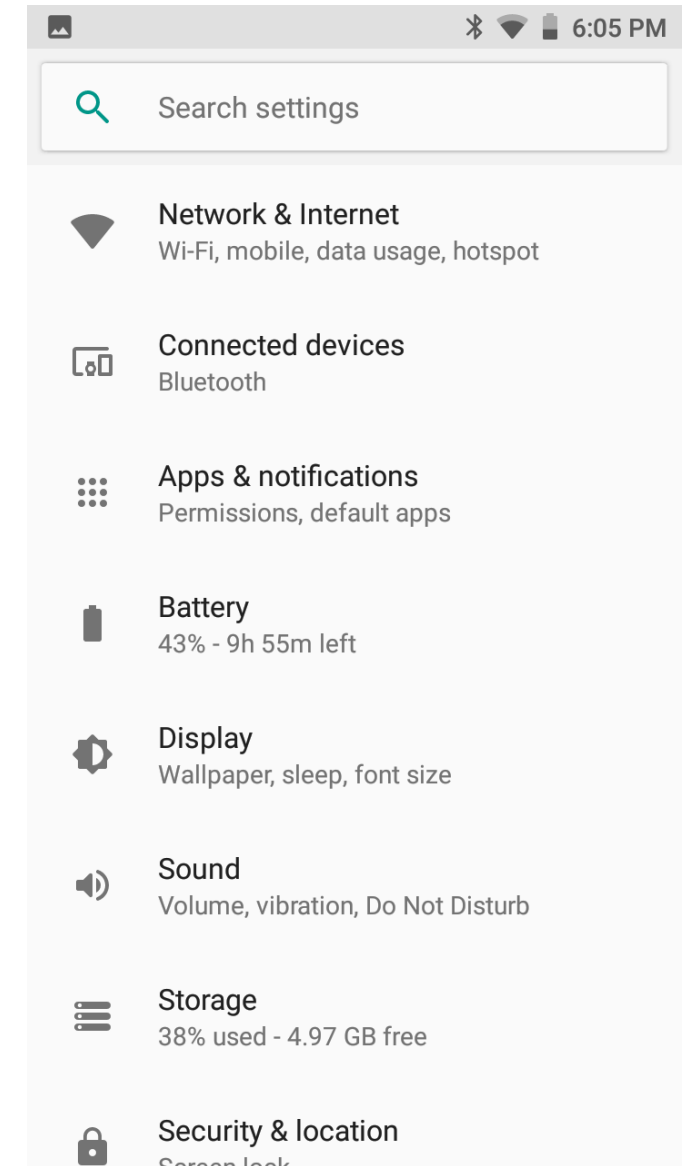 6:05 PM
Search settings
Network & Internet
Wi-Fi, mobile, data usage, hotspot
Connected devices
Bluetooth
Apps & notifications
Permissions, default apps
Battery
43% - 9h 55m left
Display
Wallpaper, sleep, font size
Sound
Volume, vibration, Do Not Disturb
Storage
38% used - 4.97 GB free
Security & location
Screen lock